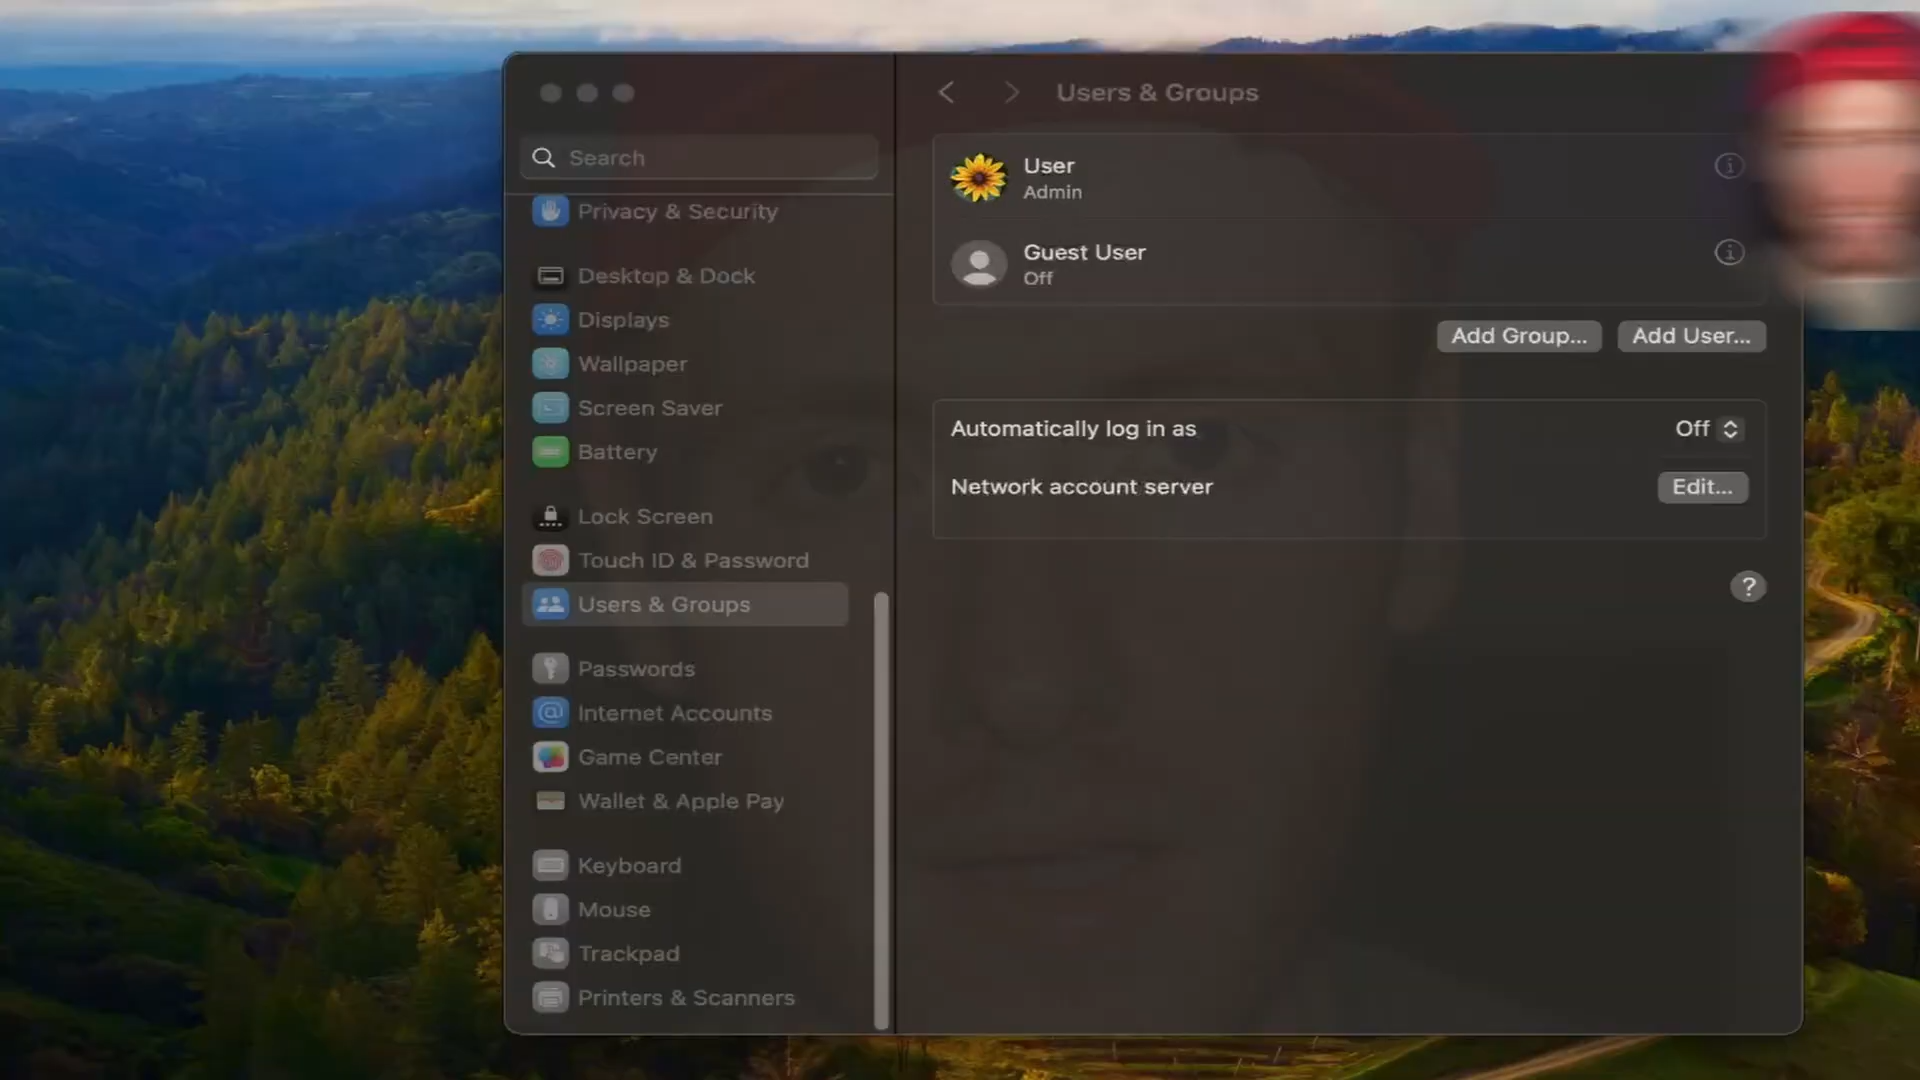 Search
Privacy & Security
Desktop & Dock
Displays
Wallpaper
Screen Saver
Battery
Lock Screen
Touch ID & Password
Users & Groups
Passwords
Internet Accounts
Game Center
Wallet & Apple Pay
Keyboard
Mouse
Trackpad
Printers & Scanners
Users & Groups
User
Admin
Guest User
Off
Add Group...
Add User...
Automatically log in as
Off
Network account server
Edit...
?